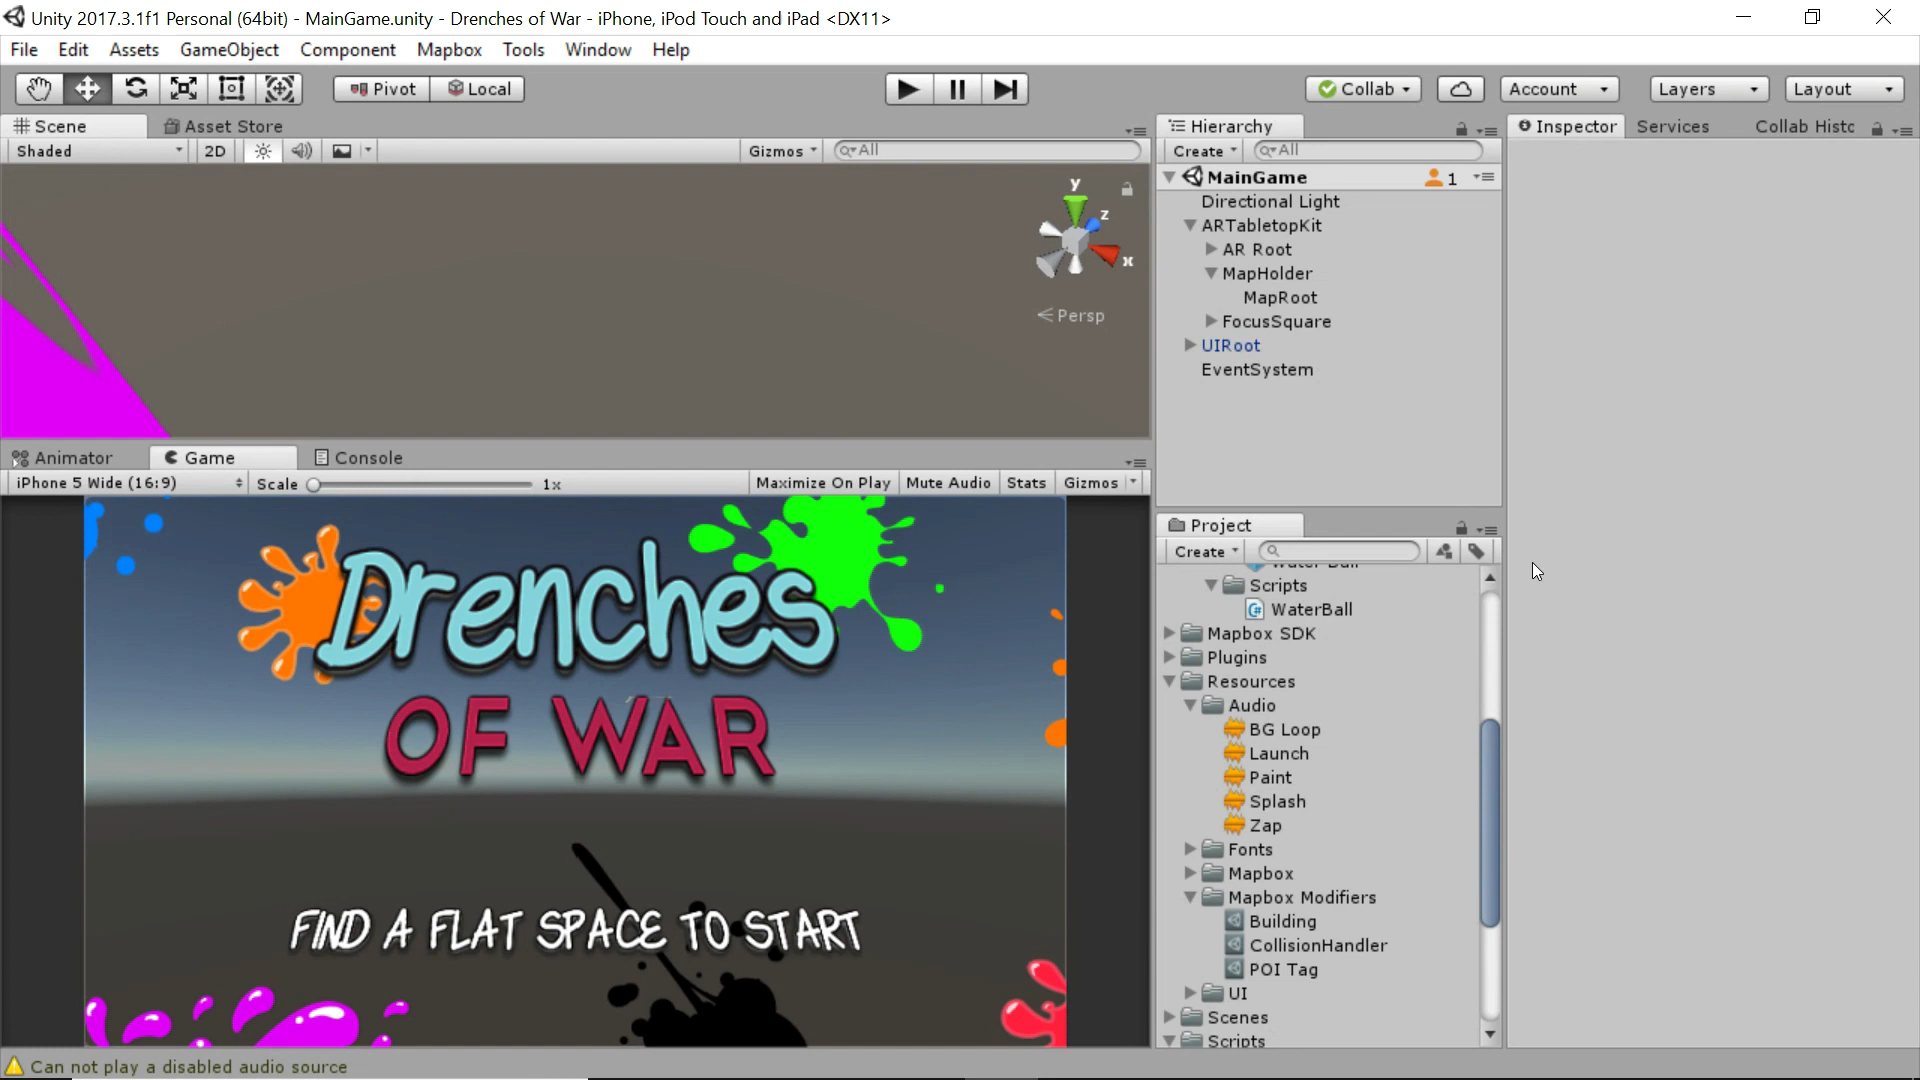 Unity 2017.3.1f1 Personal (64bit) - MainGame.unity - Drenches of War - iPhone, iPod Touch and iPad <DX11>
File Edit Assets GameObject Component Mapbox Tools Window Help
Pivot Local Collab Account Layers Layout
Scene Asset Store
Shaded 2D Gizmos All
y
z
x
Persp
Animator Game Console
iPhone 5 Wide (16:9) Scale 1x Maximize On Play Mute Audio Stats Gizmos
Drenches
OF WAR
FIND A FLAT SPACE TO START
Can not play a disabled audio source
Hierarchy
Create All
MainGame 1
Directional Light
ARTabletopKit
AR Root
MapHolder
MapRoot
FocusSquare
UIRoot
EventSystem
Project
Create
Water Ball
Scripts
WaterBall
Mapbox SDK
Plugins
Resources
Audio
BG Loop
Launch
Paint
Splash
Zap
Fonts
Mapbox
Mapbox Modifiers
Building
CollisionHandler
POI Tag
UI
Scenes
Scripts
Inspector Services Collab Histc